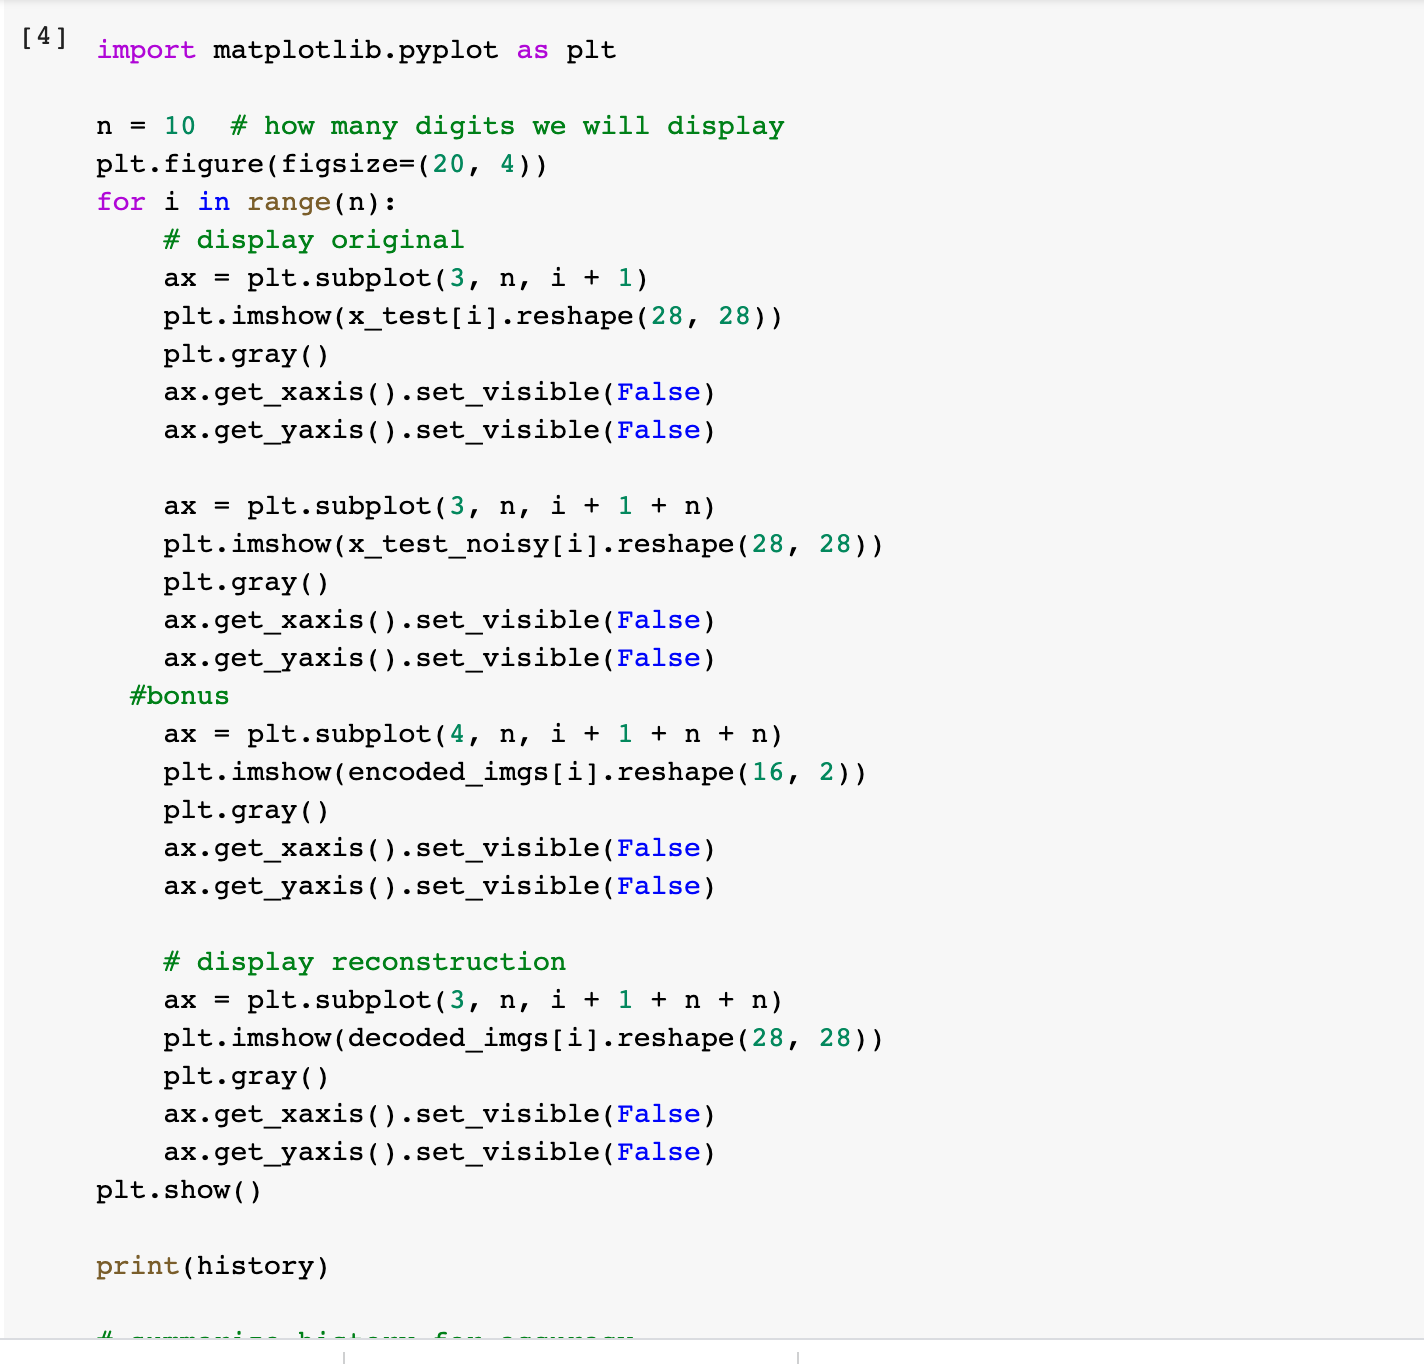 [4]
import matplotlib.pyplot as plt
n = 10  # how many digits we will display
plt.figure(figsize=(20, 4))
for i in range(n):
    # display original
    ax = plt.subplot(3, n, i + 1)
    plt.imshow(x_test[i].reshape(28, 28))
    plt.gray()
    ax.get_xaxis().set_visible(False)
    ax.get_yaxis().set_visible(False)
    ax = plt.subplot(3, n, i + 1 + n)
    plt.imshow(x_test_noisy[i].reshape(28, 28))
    plt.gray()
    ax.get_xaxis().set_visible(False)
    ax.get_yaxis().set_visible(False)
  #bonus
    ax = plt.subplot(4, n, i + 1 + n + n)
    plt.imshow(encoded_imgs[i].reshape(16, 2))
    plt.gray()
    ax.get_xaxis().set_visible(False)
    ax.get_yaxis().set_visible(False)
    # display reconstruction
    ax = plt.subplot(3, n, i + 1 + n + n)
    plt.imshow(decoded_imgs[i].reshape(28, 28))
    plt.gray()
    ax.get_xaxis().set_visible(False)
    ax.get_yaxis().set_visible(False)
plt.show()
print(history)
# summarize history for accuracy